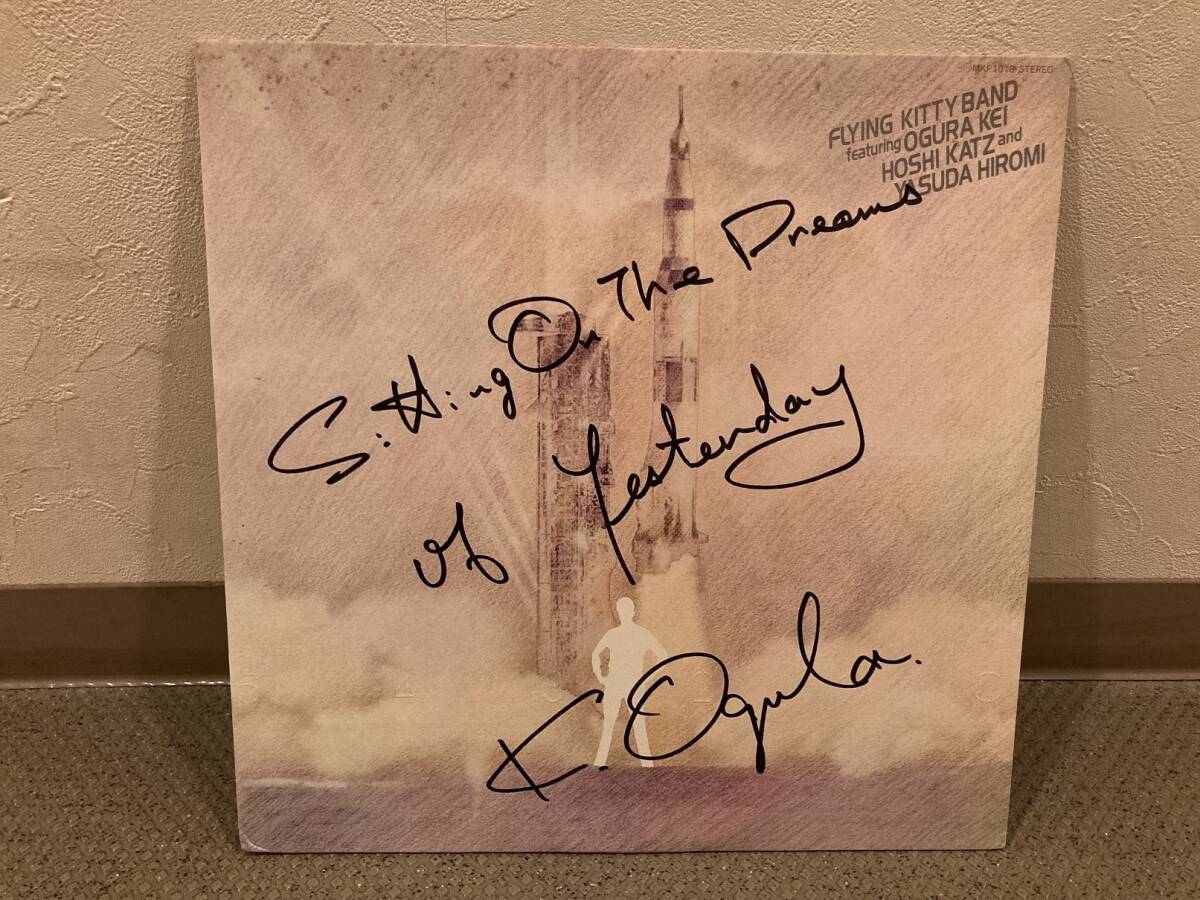 MKF 1018 STEREO
FLYING KITTY BAND
featuring OGURA KEI
HOSHI KATZ and
YASUDA HIROMI
Sitting On The Dreams
of Yesterday
K. Ogula.